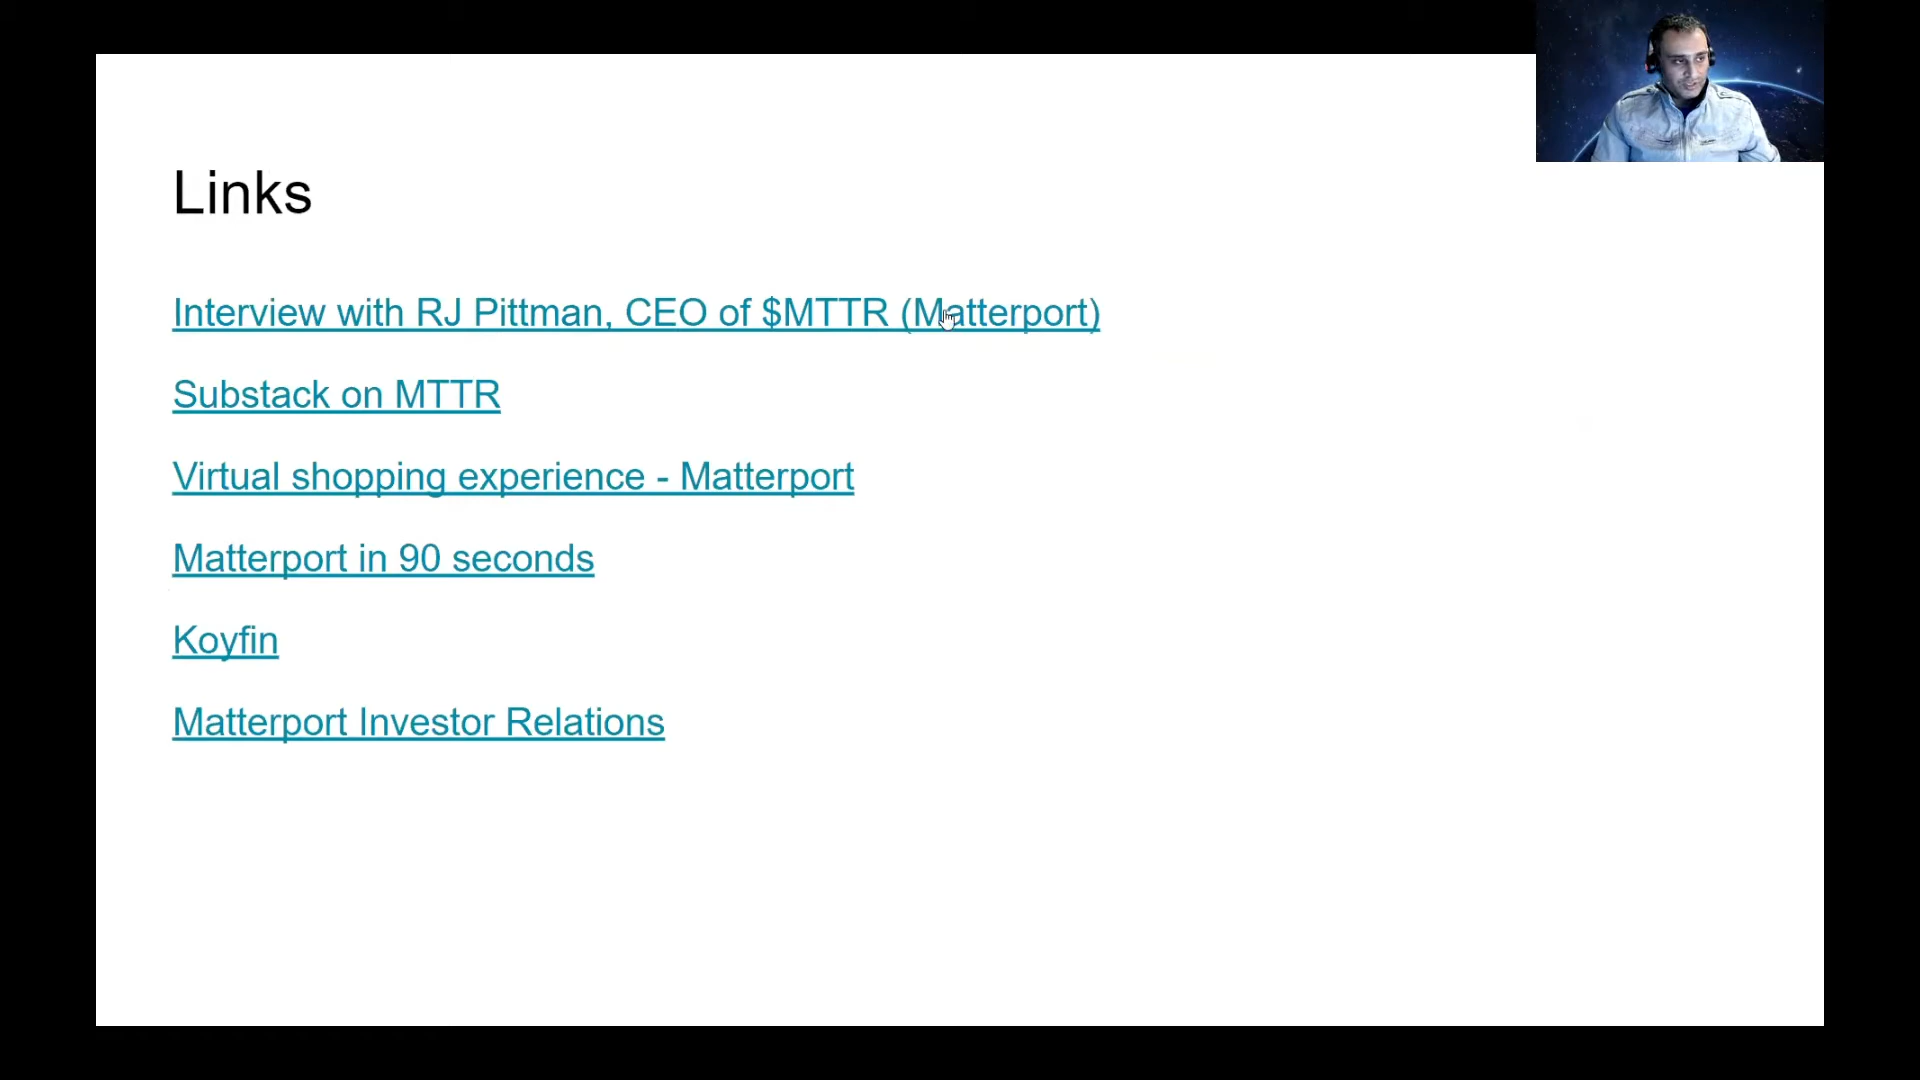 Links
Interview with RJ Pittman, CEO of $MTTR (Matterport)
Substack on MTTR
Virtual shopping experience - Matterport
Matterport in 90 seconds
Koyfin
Matterport Investor Relations